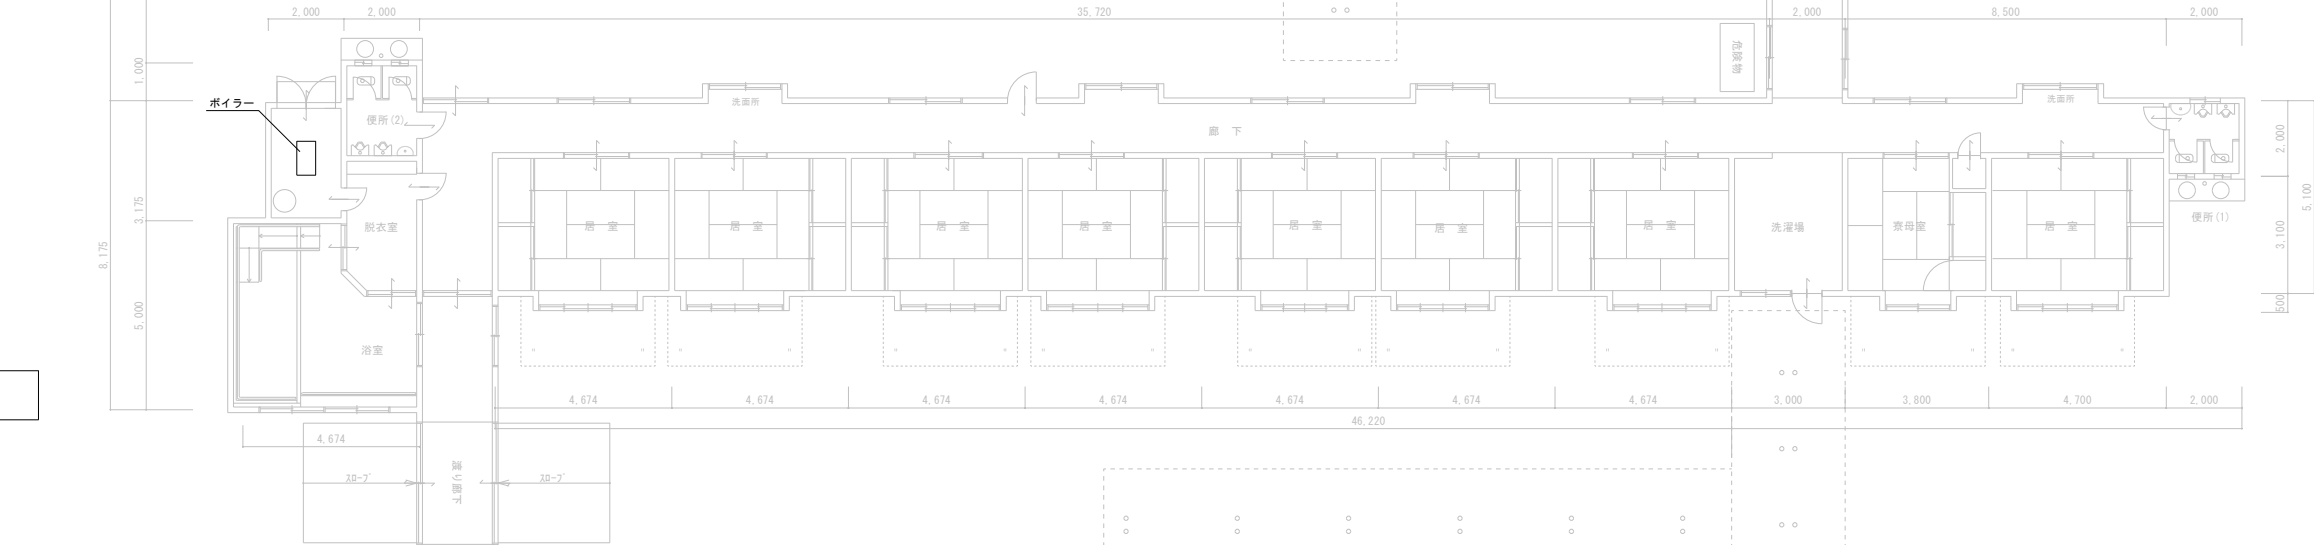 2,000
2,000
35,720
2,000
8,500
2,000
危険物
1,000
ボイラー
洗面所
洗面所
便所(2)
廊 下
2,000
3,175
5,100
脱衣室
居 室
居 室
居 室
居 室
居 室
居 室
居 室
洗濯場
寮母室
居 室
便所(1)
3,100
8,175
5,000
500
浴室
4,674
4,674
4,674
4,674
4,674
4,674
4,674
3,000
3,800
4,700
2,000
46,220
4,674
スロープ
渡り廊下
スロープ